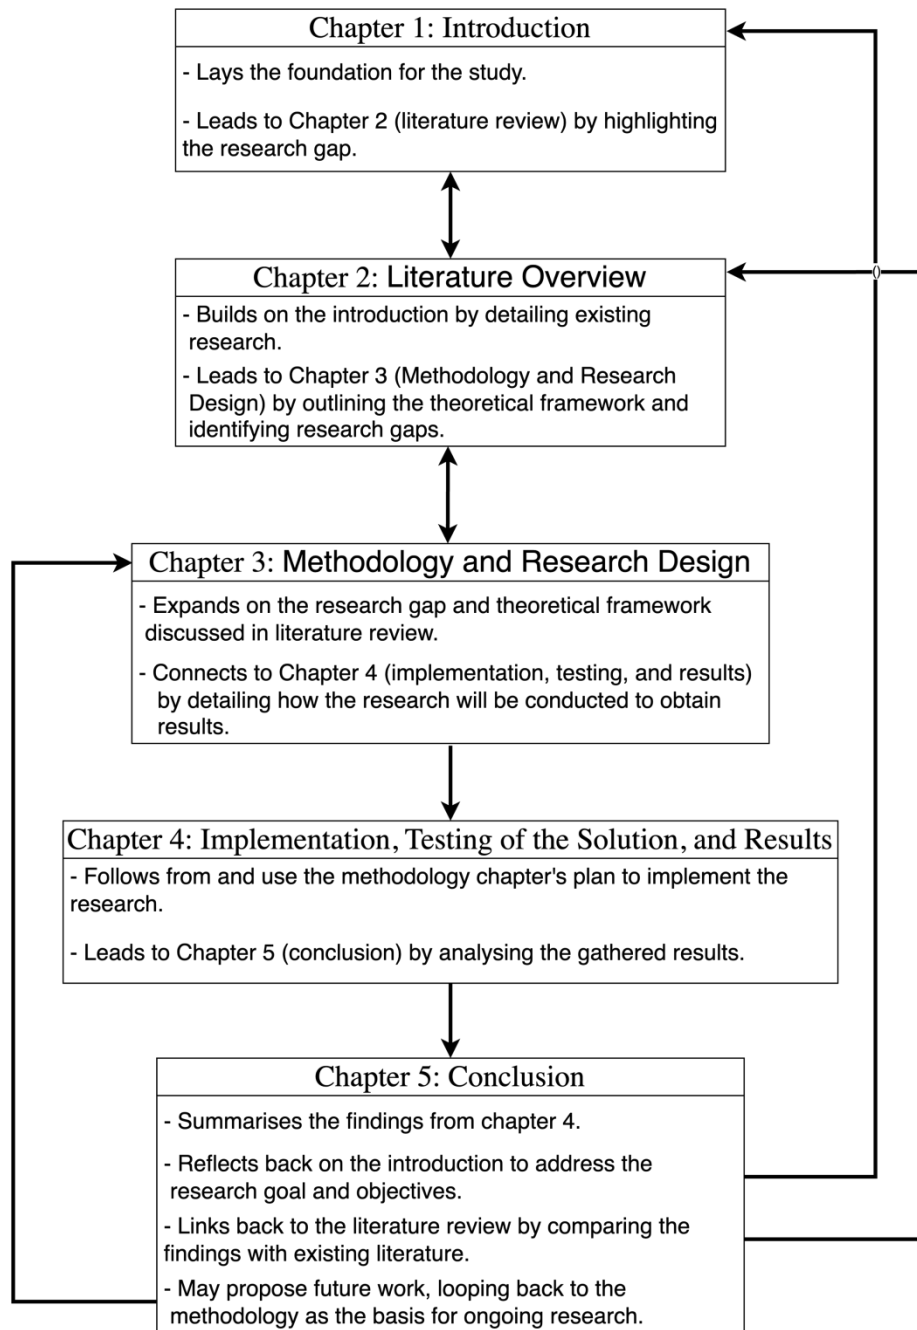 Chapter 1: Introduction
- Lays the foundation for the study.
- Leads to Chapter 2 (literature review) by highlighting
the research gap.
Chapter 2: Literature Overview
()
- Builds on the introduction by detailing existing
research.
- Leads to Chapter 3 (Methodology and Research
Design) by outlining the theoretical framework and
identifying research gaps.
Chapter 3: Methodology and Research Design
- Expands on the research gap and theoretical framework
discussed in literature review.
- Connects to Chapter 4 (implementation, testing, and results)
by detailing how the research will be conducted to obtain
results.
Chapter 4: Implementation, Testing of the Solution, and Results
- Follows from and use the methodology chapter's plan to implement the
research.
- Leads to Chapter 5 (conclusion) by analysing the gathered results.
Chapter 5: Conclusion
- Summarises the findings from chapter 4.
- Reflects back on the introduction to address the
research goal and objectives.
- Links back to the literature review by comparing the
findings with existing literature.
- May propose future work, looping back to the
methodology as the basis for ongoing research.